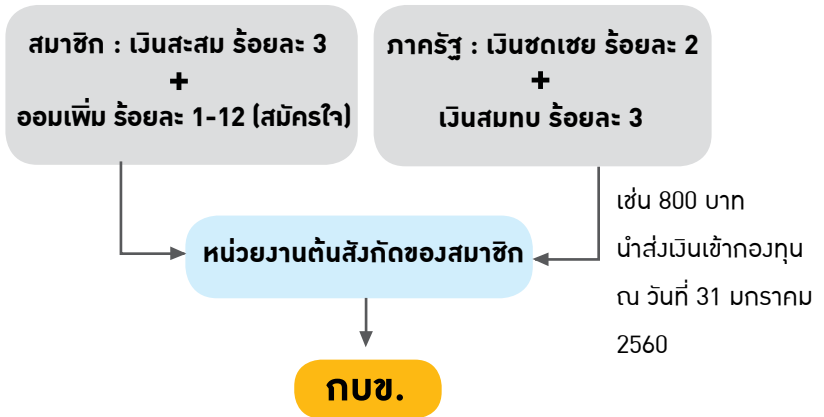 สมาชิก : เงินสะสม ร้อยละ 3
+
ออมเพิ่ม ร้อยละ 1-12 (สมัครใจ)
ภาครัฐ : เงินชดเชย ร้อยละ 2
+
เงินสมทบ ร้อยละ 3
เช่น 800 บาท
นำส่งเงินเข้ากองทุน
ณ วันที่ 31 มกราคม
2560
หน่วยงานต้นสังกัดของสมาชิก
กบข.